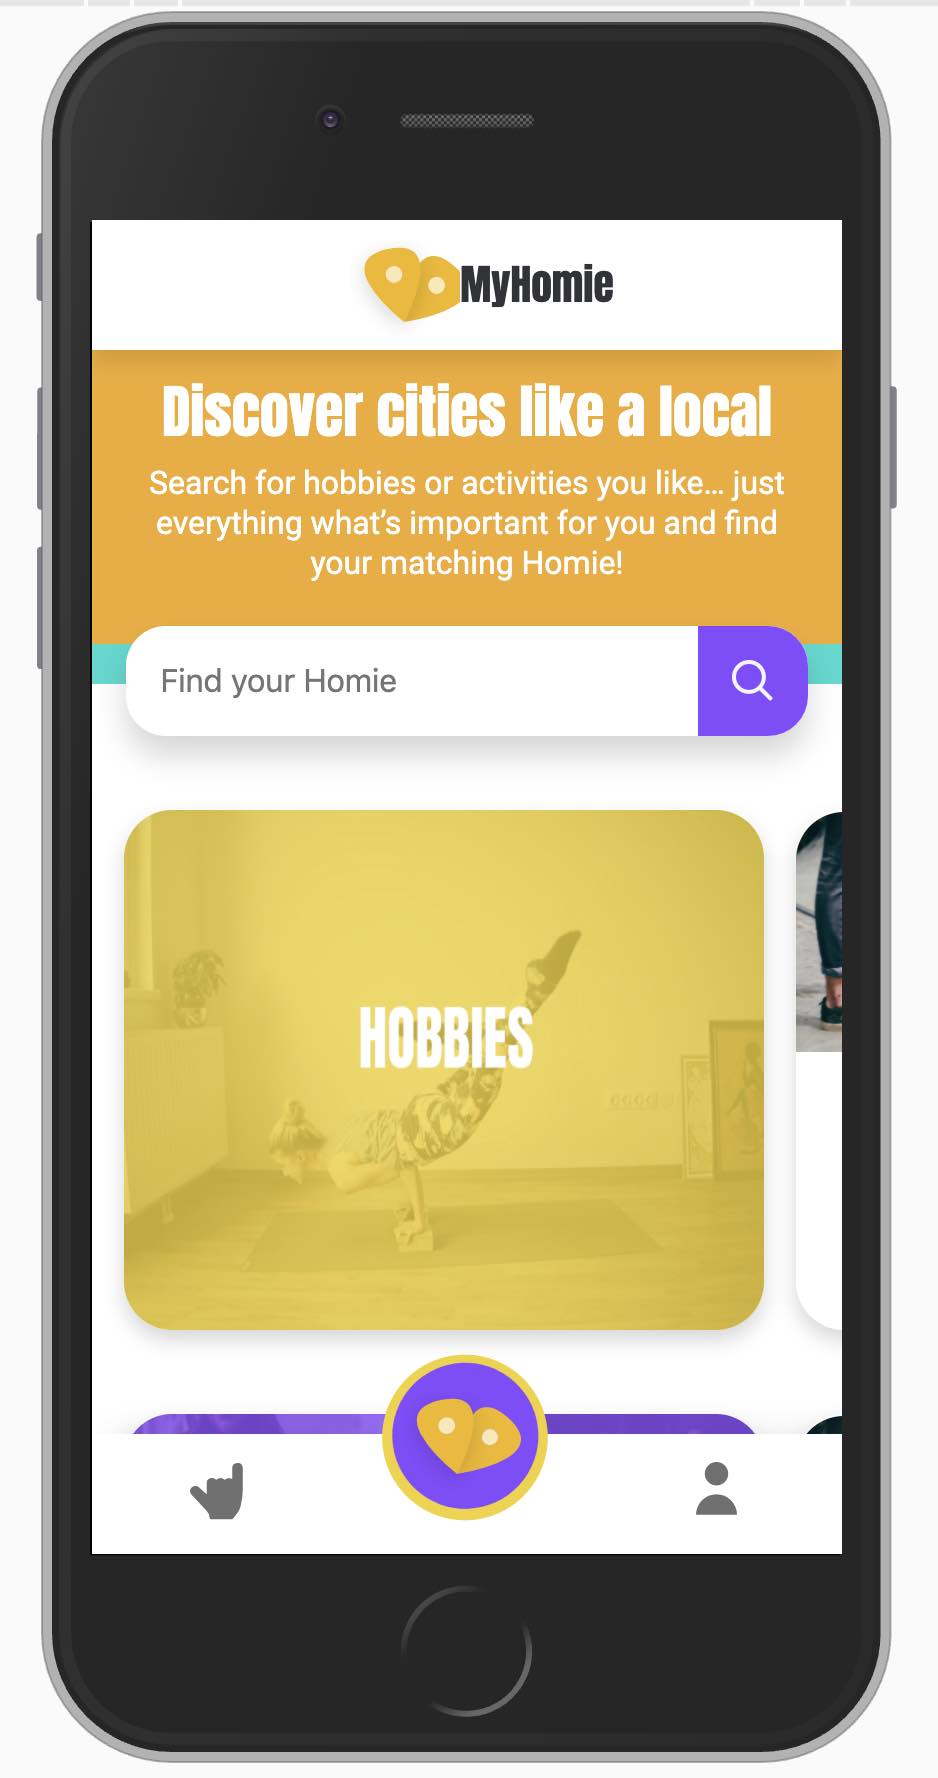 MyHomie
Discover cities like a local
Search for hobbies or activities you like... just
everything what's important for you and find
your matching Homie!
Find your Homie
HOBBIES